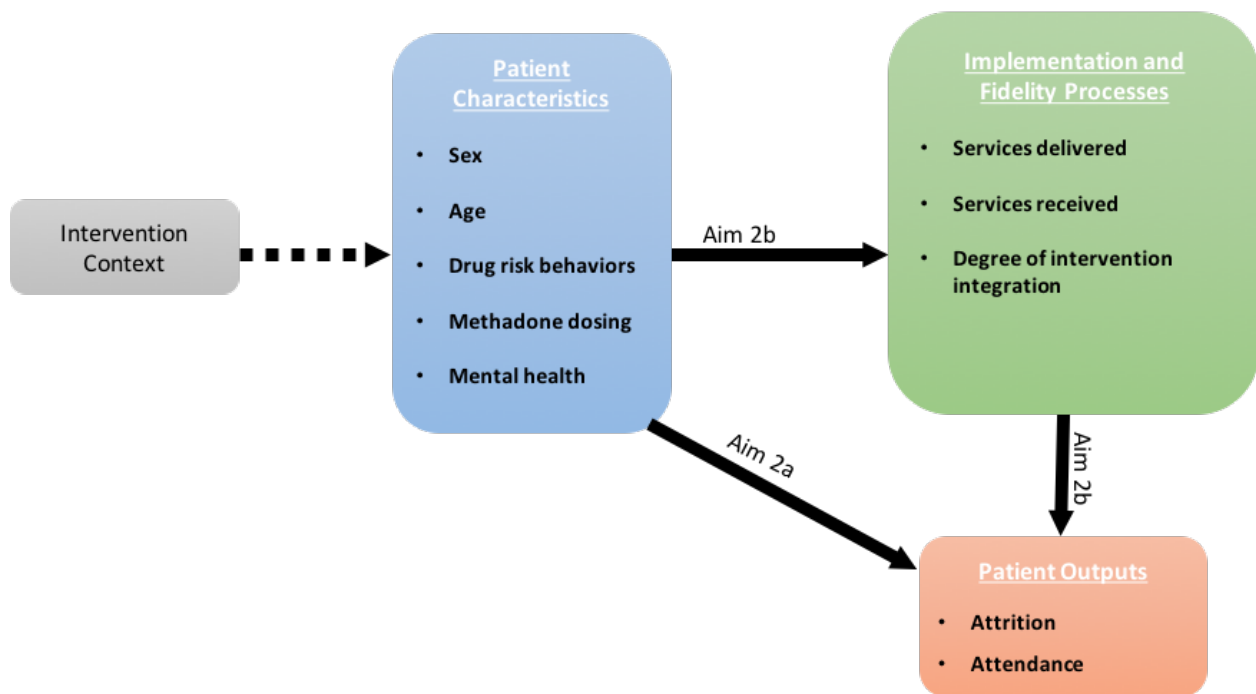 Intervention
Context
Patient
Characteristics
• Sex
• Age
• Drug risk behaviors
• Methadone dosing
• Mental health
Aim 2b
Implementation and
Fidelity Processes
• Services delivered
• Services received
• Degree of intervention
integration
Aim 2a
Aim 2b
Patient Outputs
• Attrition
• Attendance